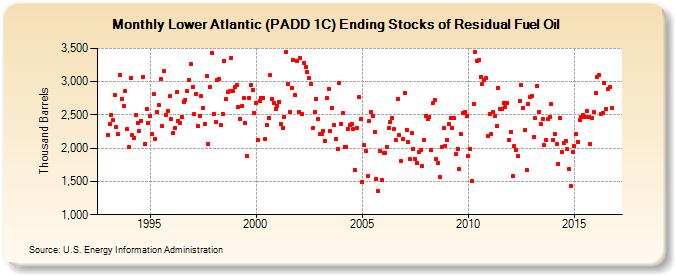 Monthly Lower Atlantic (PADD 1C) Ending Stocks of Residual Fuel Oil
Thousand Barrels
3,500
3,000
2,500
2,000
1,500
1,000
1995 2000 2005 2010 2015
Source: U.S. Energy Information Administration